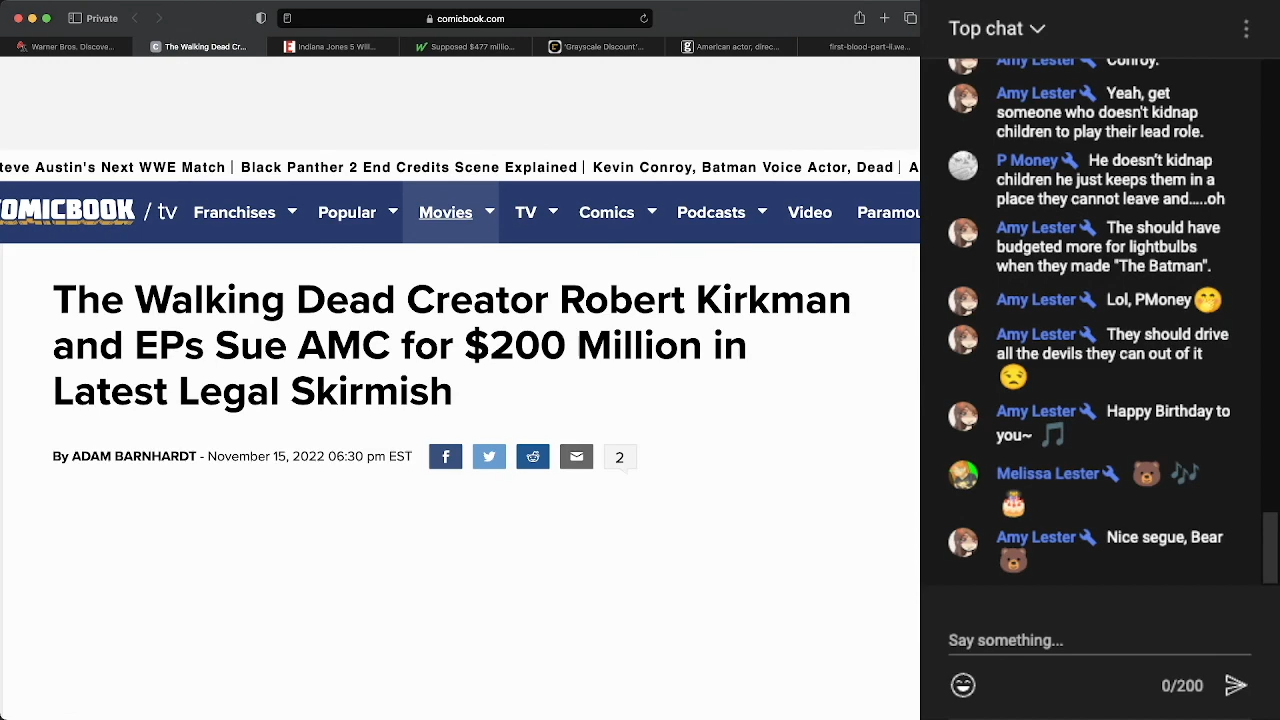 Private
comicbook.com
Warner Bros. Discove...
The Walking Dead Cr...
Indiana Jones 5 Will...
Supposed $477 millio...
'Grayscale Discount'...
American actor, direc...
first-blood-part-ii.we...
teve Austin's Next WWE Match | Black Panther 2 End Credits Scene Explained | Kevin Conroy, Batman Voice Actor, Dead | A
COMICBOOK / tv Franchises Popular Movies TV Comics Podcasts Video Paramou
The Walking Dead Creator Robert Kirkman
and EPs Sue AMC for $200 Million in
Latest Legal Skirmish
By ADAM BARNHARDT - November 15, 2022 06:30 pm EST
2
Top chat
Amy Lester Conroy.
Amy Lester Yeah, get
someone who doesn't kidnap
children to play their lead role.
P Money He doesn't kidnap
children he just keeps them in a
place they cannot leave and.....oh
Amy Lester The should have
budgeted more for lightbulbs
when they made "The Batman".
Amy Lester Lol, PMoney
Amy Lester They should drive
all the devils they can out of it
Amy Lester Happy Birthday to
you~
Melissa Lester
Amy Lester Nice segue, Bear
Say something...
0/200